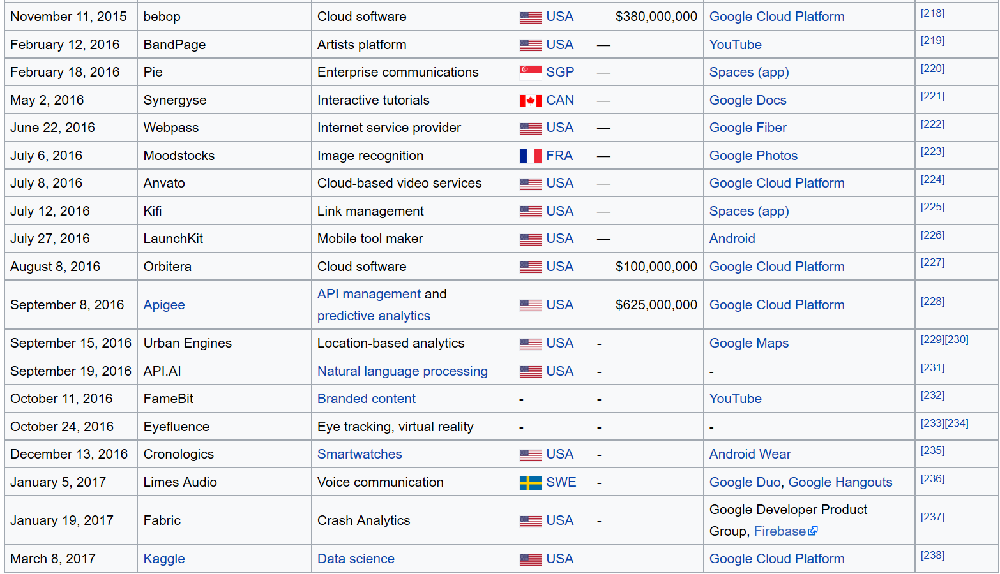 November 11, 2015 bebop Cloud software USA $380,000,000 Google Cloud Platform [218]
February 12, 2016 BandPage Artists platform USA — YouTube [219]
February 18, 2016 Pie Enterprise communications SGP — Spaces (app) [220]
May 2, 2016 Synergyse Interactive tutorials CAN — Google Docs [221]
June 22, 2016 Webpass Internet service provider USA — Google Fiber [222]
July 6, 2016 Moodstocks Image recognition FRA — Google Photos [223]
July 8, 2016 Anvato Cloud-based video services USA — Google Cloud Platform [224]
July 12, 2016 Kifi Link management USA — Spaces (app) [225]
July 27, 2016 LaunchKit Mobile tool maker USA — Android [226]
August 8, 2016 Orbitera Cloud software USA $100,000,000 Google Cloud Platform [227]
September 8, 2016 Apigee API management and
predictive analytics USA $625,000,000 Google Cloud Platform [228]
September 15, 2016 Urban Engines Location-based analytics USA - Google Maps [229][230]
September 19, 2016 API.AI Natural language processing USA - - [231]
October 11, 2016 FameBit Branded content - - YouTube [232]
October 24, 2016 Eyefluence Eye tracking, virtual reality - - - [233][234]
December 13, 2016 Cronologics Smartwatches USA - Android Wear [235]
January 5, 2017 Limes Audio Voice communication SWE - Google Duo, Google Hangouts [236]
January 19, 2017 Fabric Crash Analytics USA - Google Developer Product
Group, Firebase [237]
March 8, 2017 Kaggle Data science USA Google Cloud Platform [238]